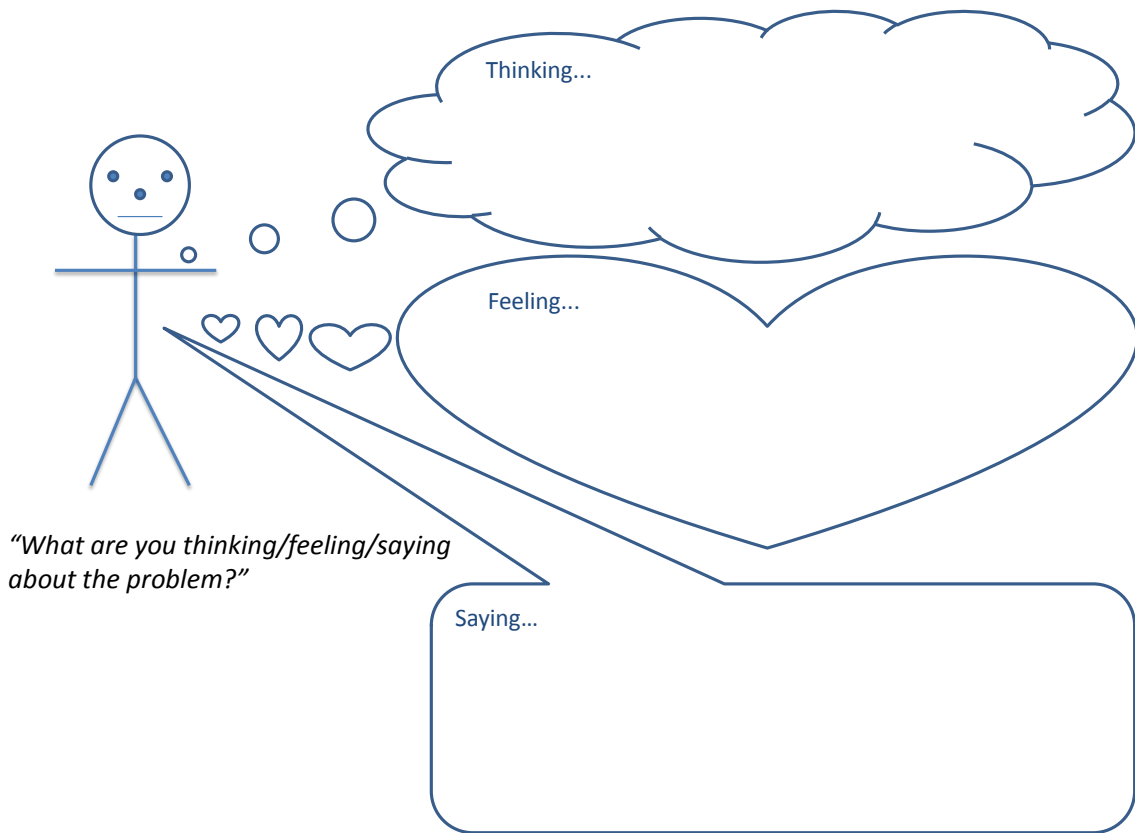 Thinking...
Feeling...
“What are you thinking/feeling/saying
about the problem?”
Saying...